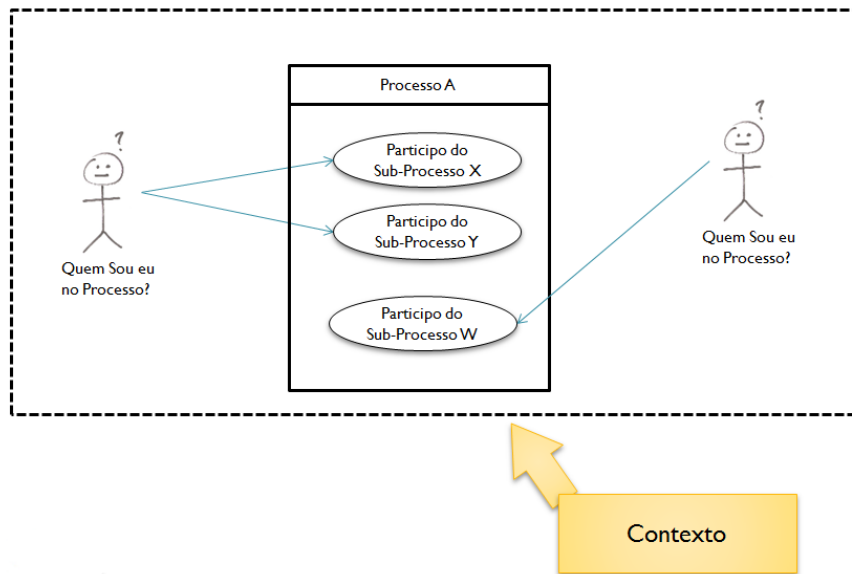 Processo A
?
?
Participo do
Sub-Processo X
Participo do
Sub-Processo Y
Quem Sou eu
no Processo?
Quem Sou eu
no Processo?
Participo do
Sub-Processo W
Contexto